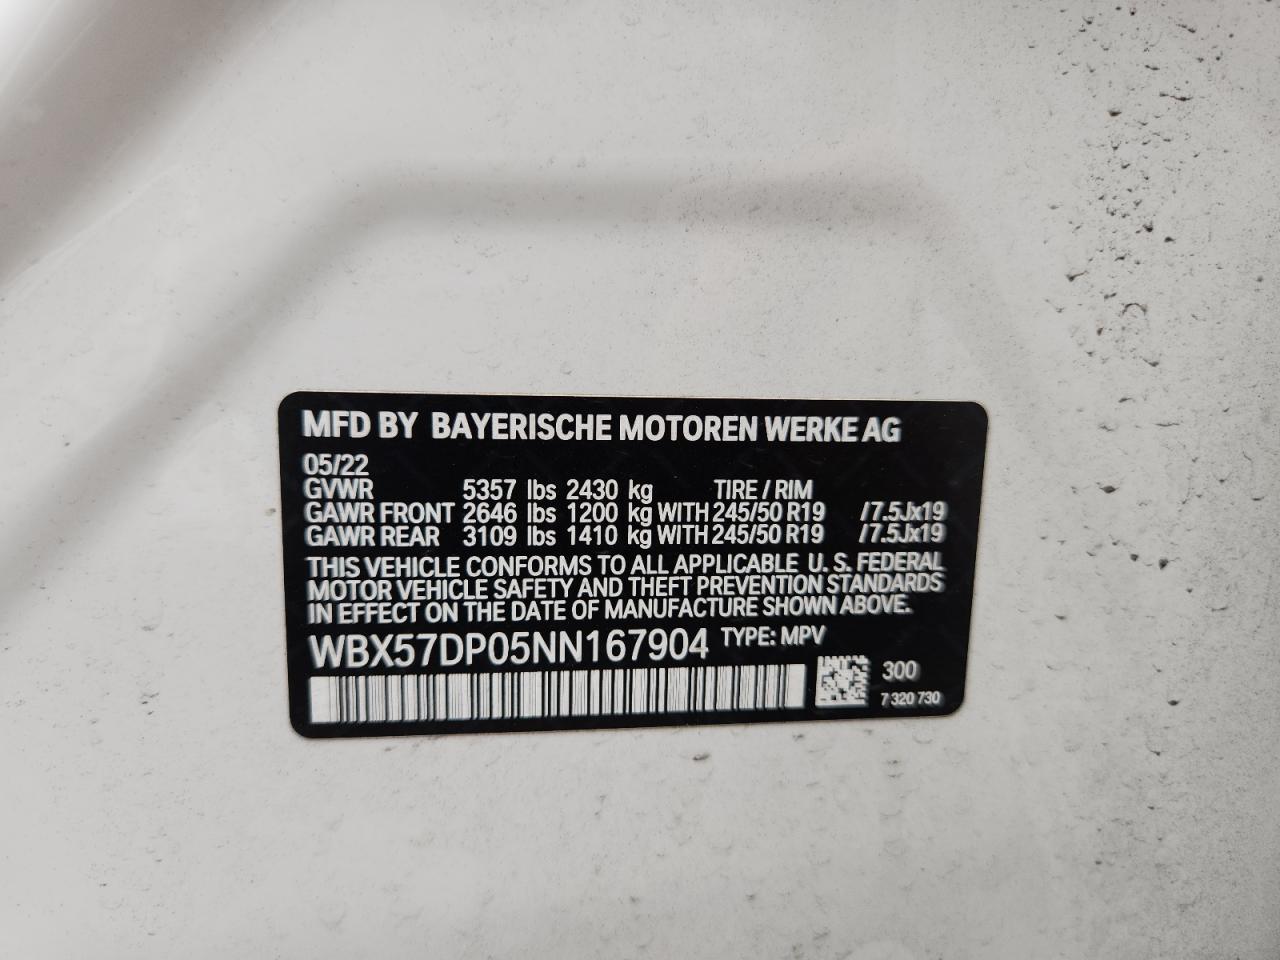 MFD BY BAYERISCHE MOTOREN WERKE AG
05/22
GVWR 5357 lbs 2430 kg TIRE / RIM
GAWR FRONT 2646 lbs 1200 kg WITH 245/50 R19 /7.5Jx19
GAWR REAR 3109 lbs 1410 kg WITH 245/50 R19 /7.5Jx19
THIS VEHICLE CONFORMS TO ALL APPLICABLE U. S. FEDERAL
MOTOR VEHICLE SAFETY AND THEFT PREVENTION STANDARDS
IN EFFECT ON THE DATE OF MANUFACTURE SHOWN ABOVE.
WBX57DP05NN167904 TYPE: MPV
300
7 320 730